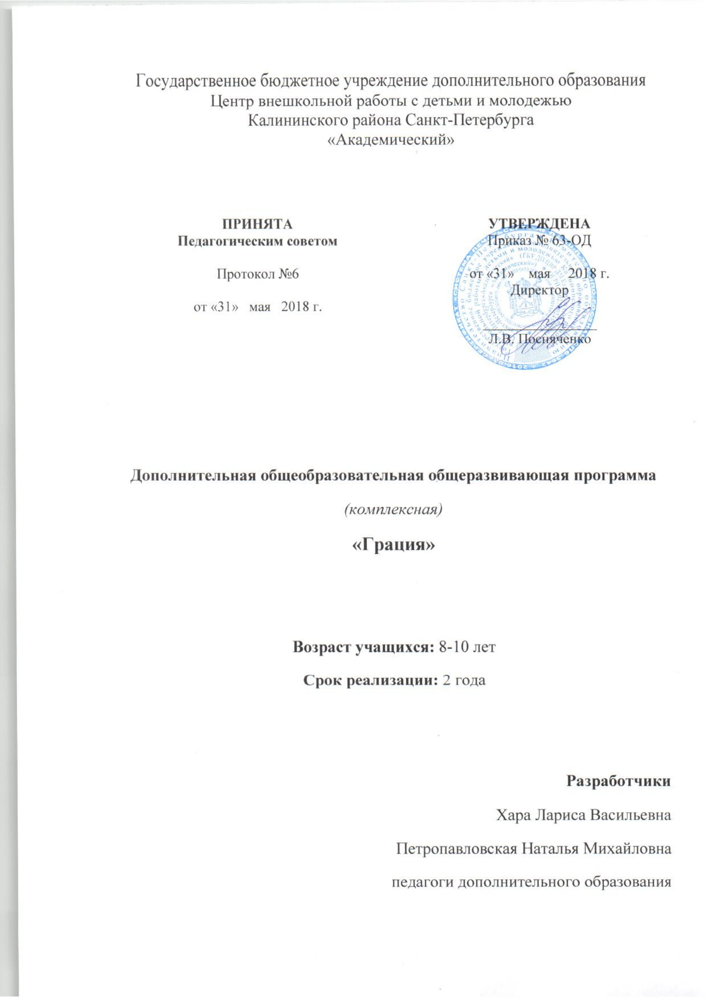 Государственное бюджетное учреждение дополнительного образования
Центр внешкольной работы с детьми и молодежью
Калининского района Санкт-Петербурга
«Академический»
ПРИНЯТА
Педагогическим советом
Протокол №6
от «31» мая 2018 г.
УТВЕРЖДЕНА
Приказ № 63-ОД
от «31» мая 2018 г.
Директор
Л.В. Посняченко
Дополнительная общеобразовательная общеразвивающая программа
(комплексная)
«Грация»
Возраст учащихся: 8-10 лет
Срок реализации: 2 года
Разработчики
Хара Лариса Васильевна
Петропавловская Наталья Михайловна
педагоги дополнительного образования